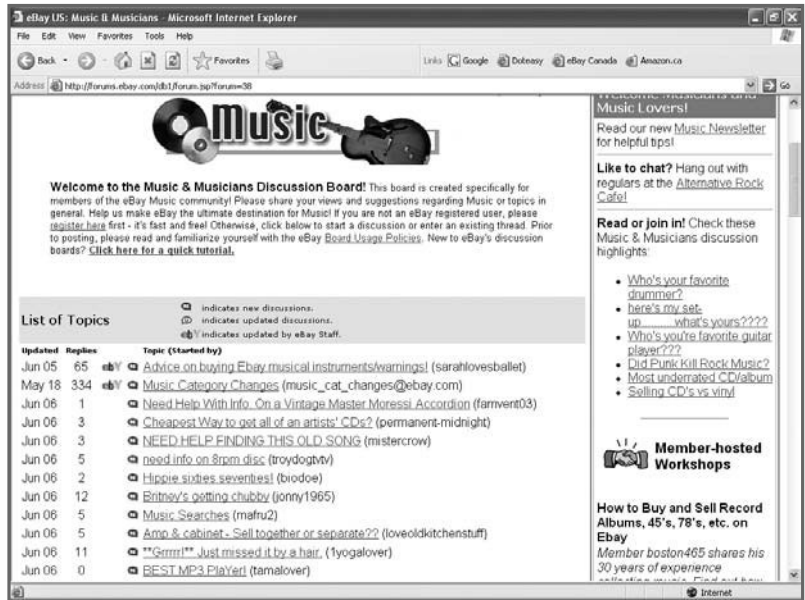 eBay US: Music & Musicians - Microsoft Internet Explorer
File Edit View Favorites Tools Help
Back Favorites Links Google Doteasy eBay Canada Amazon.ca
Address http://forums.ebay.com/db1/forum.jsp?forum=38 Go
Music
Welcome to the Music & Musicians Discussion Board! This board is created specifically for
members of the eBay Music community! Please share your views and suggestions regarding Music or topics in
general. Help us make eBay the ultimate destination for Music! If you are not an eBay registered user, please
register here first - it's fast and free! Otherwise, click below to start a discussion or enter an existing thread. Prior
to posting, please read and familiarize yourself with the eBay Board Usage Policies. New to eBay's discussion
boards? Click here for a quick tutorial.
List of Topics
indicates new discussions.
indicates updated discussions.
ebY indicates updated by eBay Staff.
Updated Replies Topic (Started by)
Jun 05 65 ebY Advice on buying Ebay musical instruments/warnings! (sarahlovesballet)
May 18 334 ebY Music Category Changes (music_cat_changes@ebay.com)
Jun 06 1 Need Help With Info. On a Vintage Master Moressi Accordion (famvent03)
Jun 06 3 Cheapest Way to get all of an artists' CDs? (permanent-midnight)
Jun 06 3 NEED HELP FINDING THIS OLD SONG (mistercrow)
Jun 06 5 need info on 8rpm disc (troydogtvtv)
Jun 06 2 Hippie sixties seventies! (biodoe)
Jun 06 12 Britney's getting chubby (jonny1965)
Jun 06 5 Music Searches (mafru2)
Jun 06 5 Amp & cabinet - Sell together or separate?? (loveoldkitchenstuff)
Jun 06 11 **Grrrrr!** Just missed it by a hair. (1yogalover)
Jun 06 0 BEST MP3 PlaYer! (tamalover)
Welcome Musicians and
Music Lovers!
Read our new Music Newsletter
for helpful tips!
Like to chat? Hang out with
regulars at the Alternative Rock
Cafe!
Read or join in! Check these
Music & Musicians discussion
highlights:
Who's your favorite
drummer?
here's my set-
up..........what's yours????
Who's you're favorite guitar
player???
Did Punk Kill Rock Music?
Most underrated CD/album
Selling CD's vs vinyl
Member-hosted
Workshops
How to Buy and Sell Record
Albums, 45's, 78's, etc. on
Ebay
Member boston465 shares his
30 years of experience
collecting music. Find out how
Internet